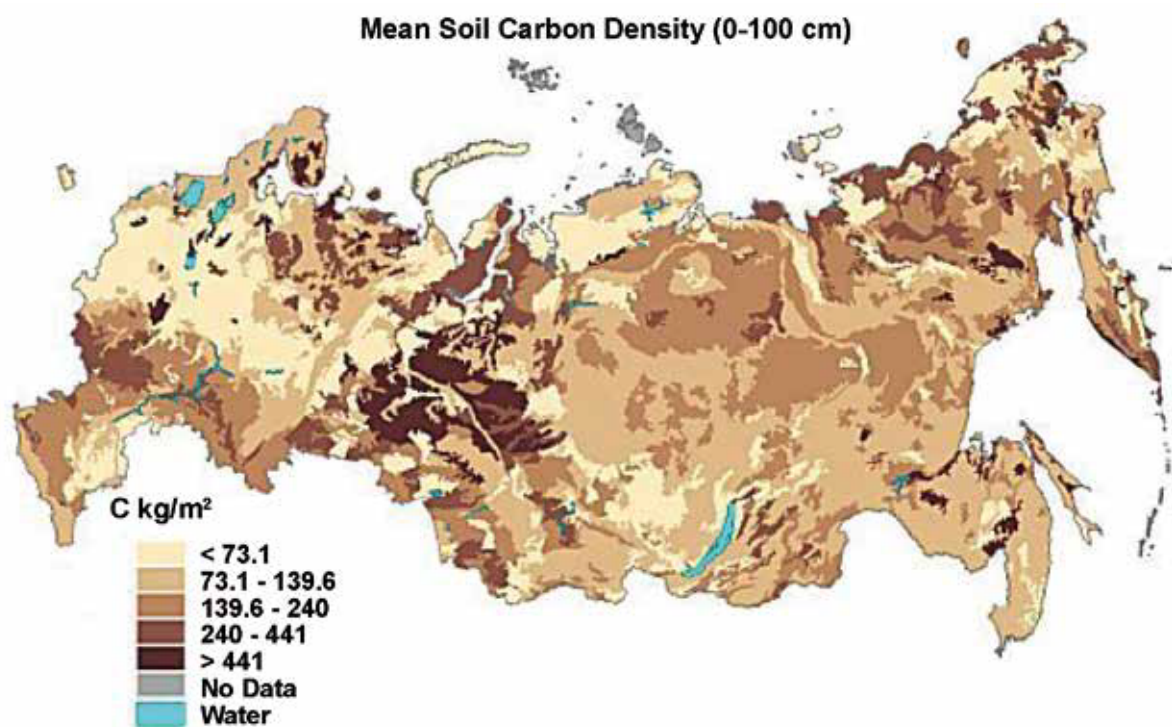 Mean Soil Carbon Density (0-100 cm)
C kg/m²
< 73.1
73.1 - 139.6
139.6 - 240
240 - 441
> 441
No Data
Water